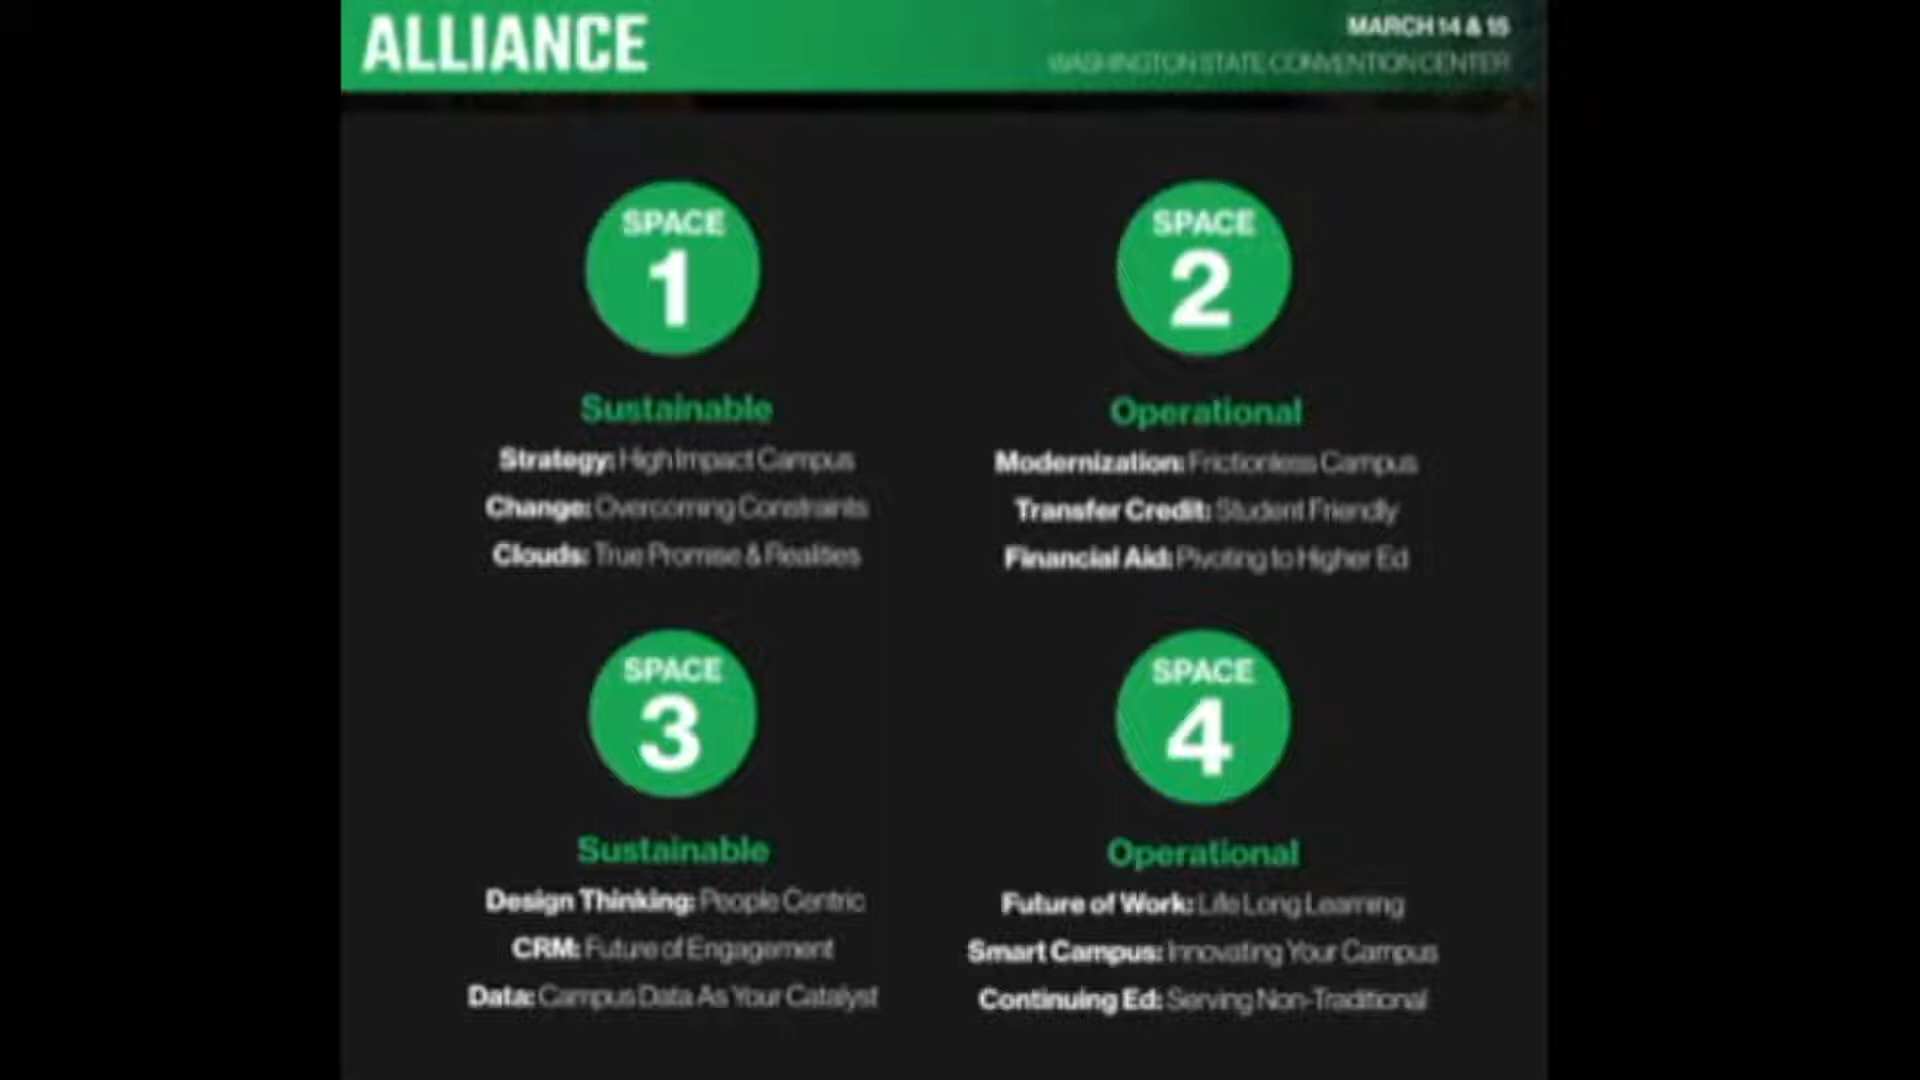 ALLIANCE
MARCH 14 & 15
WASHINGTON STATE CONVENTION CENTER
SPACE
1
Sustainable
Strategy: High Impact Campus
Change: Overcoming Constraints
Clouds: True Promise & Realities
SPACE
2
Operational
Modernization: Frictionless Campus
Transfer Credit: Student Friendly
Financial Aid: Pivoting to Higher Ed
SPACE
3
Sustainable
Design Thinking: People Centric
CRM: Future of Engagement
Data: Campus Data As Your Catalyst
SPACE
4
Operational
Future of Work: Life Long Learning
Smart Campus: Innovating Your Campus
Continuing Ed: Serving Non-Traditional